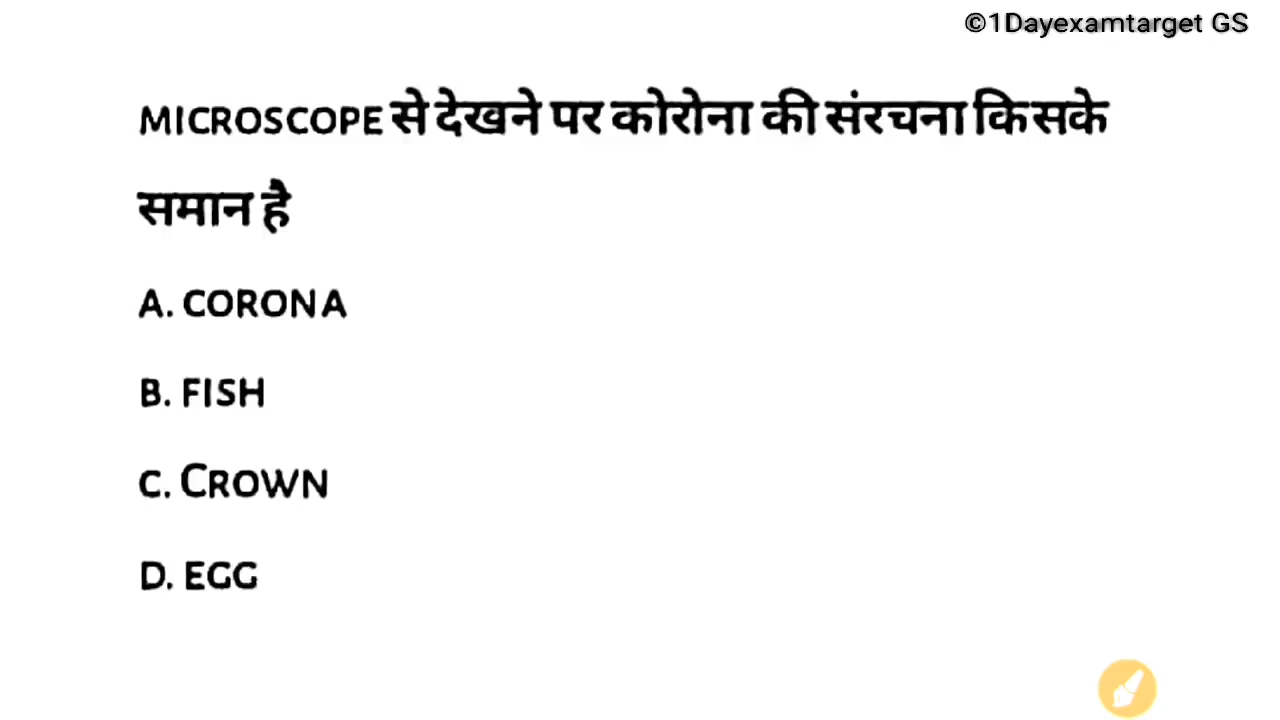 ©1Dayexamtarget GS
MICROSCOPE से देखने पर कोरोना की संरचना किसके
समान है
A. CORONA
B. FISH
C. CROWN
D. EGG